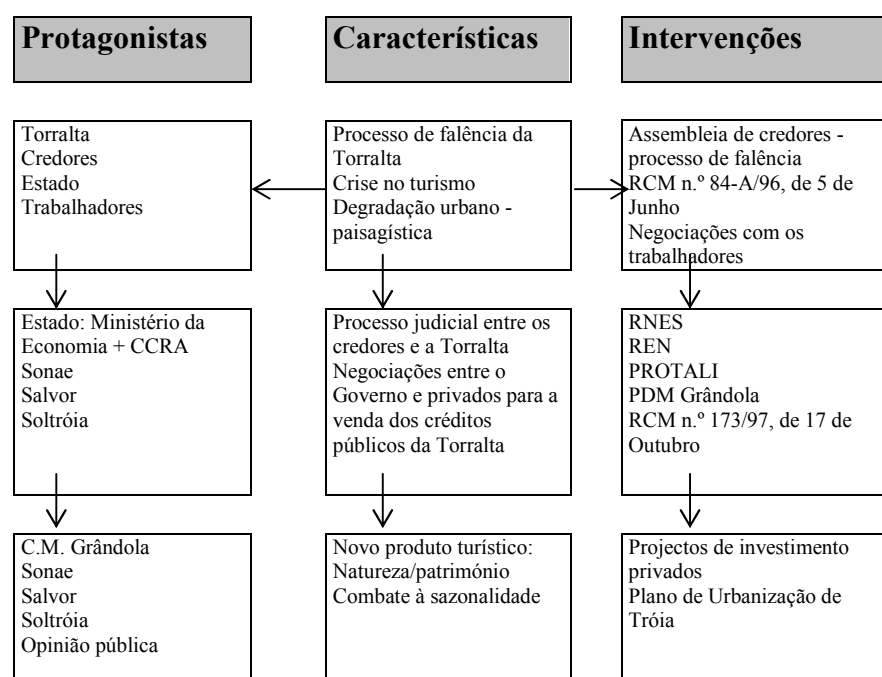 Protagonistas
Características
Intervenções
Torralta
Credores
Estado
Trabalhadores
Processo de falência da
Torralta
Crise no turismo
Degradação urbano -
paisagística
Assembleia de credores -
processo de falência
RCM n.º 84-A/96, de 5 de
Junho
Negociações com os
trabalhadores
Estado: Ministério da
Economia + CCRA
Sonae
Salvor
Soltróia
Processo judicial entre os
credores e a Torralta
Negociações entre o
Governo e privados para a
venda dos créditos
públicos da Torralta
RNES
REN
PROTALI
PDM Grândola
RCM n.º 173/97, de 17 de
Outubro
C.M. Grândola
Sonae
Salvor
Soltróia
Opinião pública
Novo produto turístico:
Natureza/património
Combate à sazonalidade
Projectos de investimento
privados
Plano de Urbanização de
Tróia